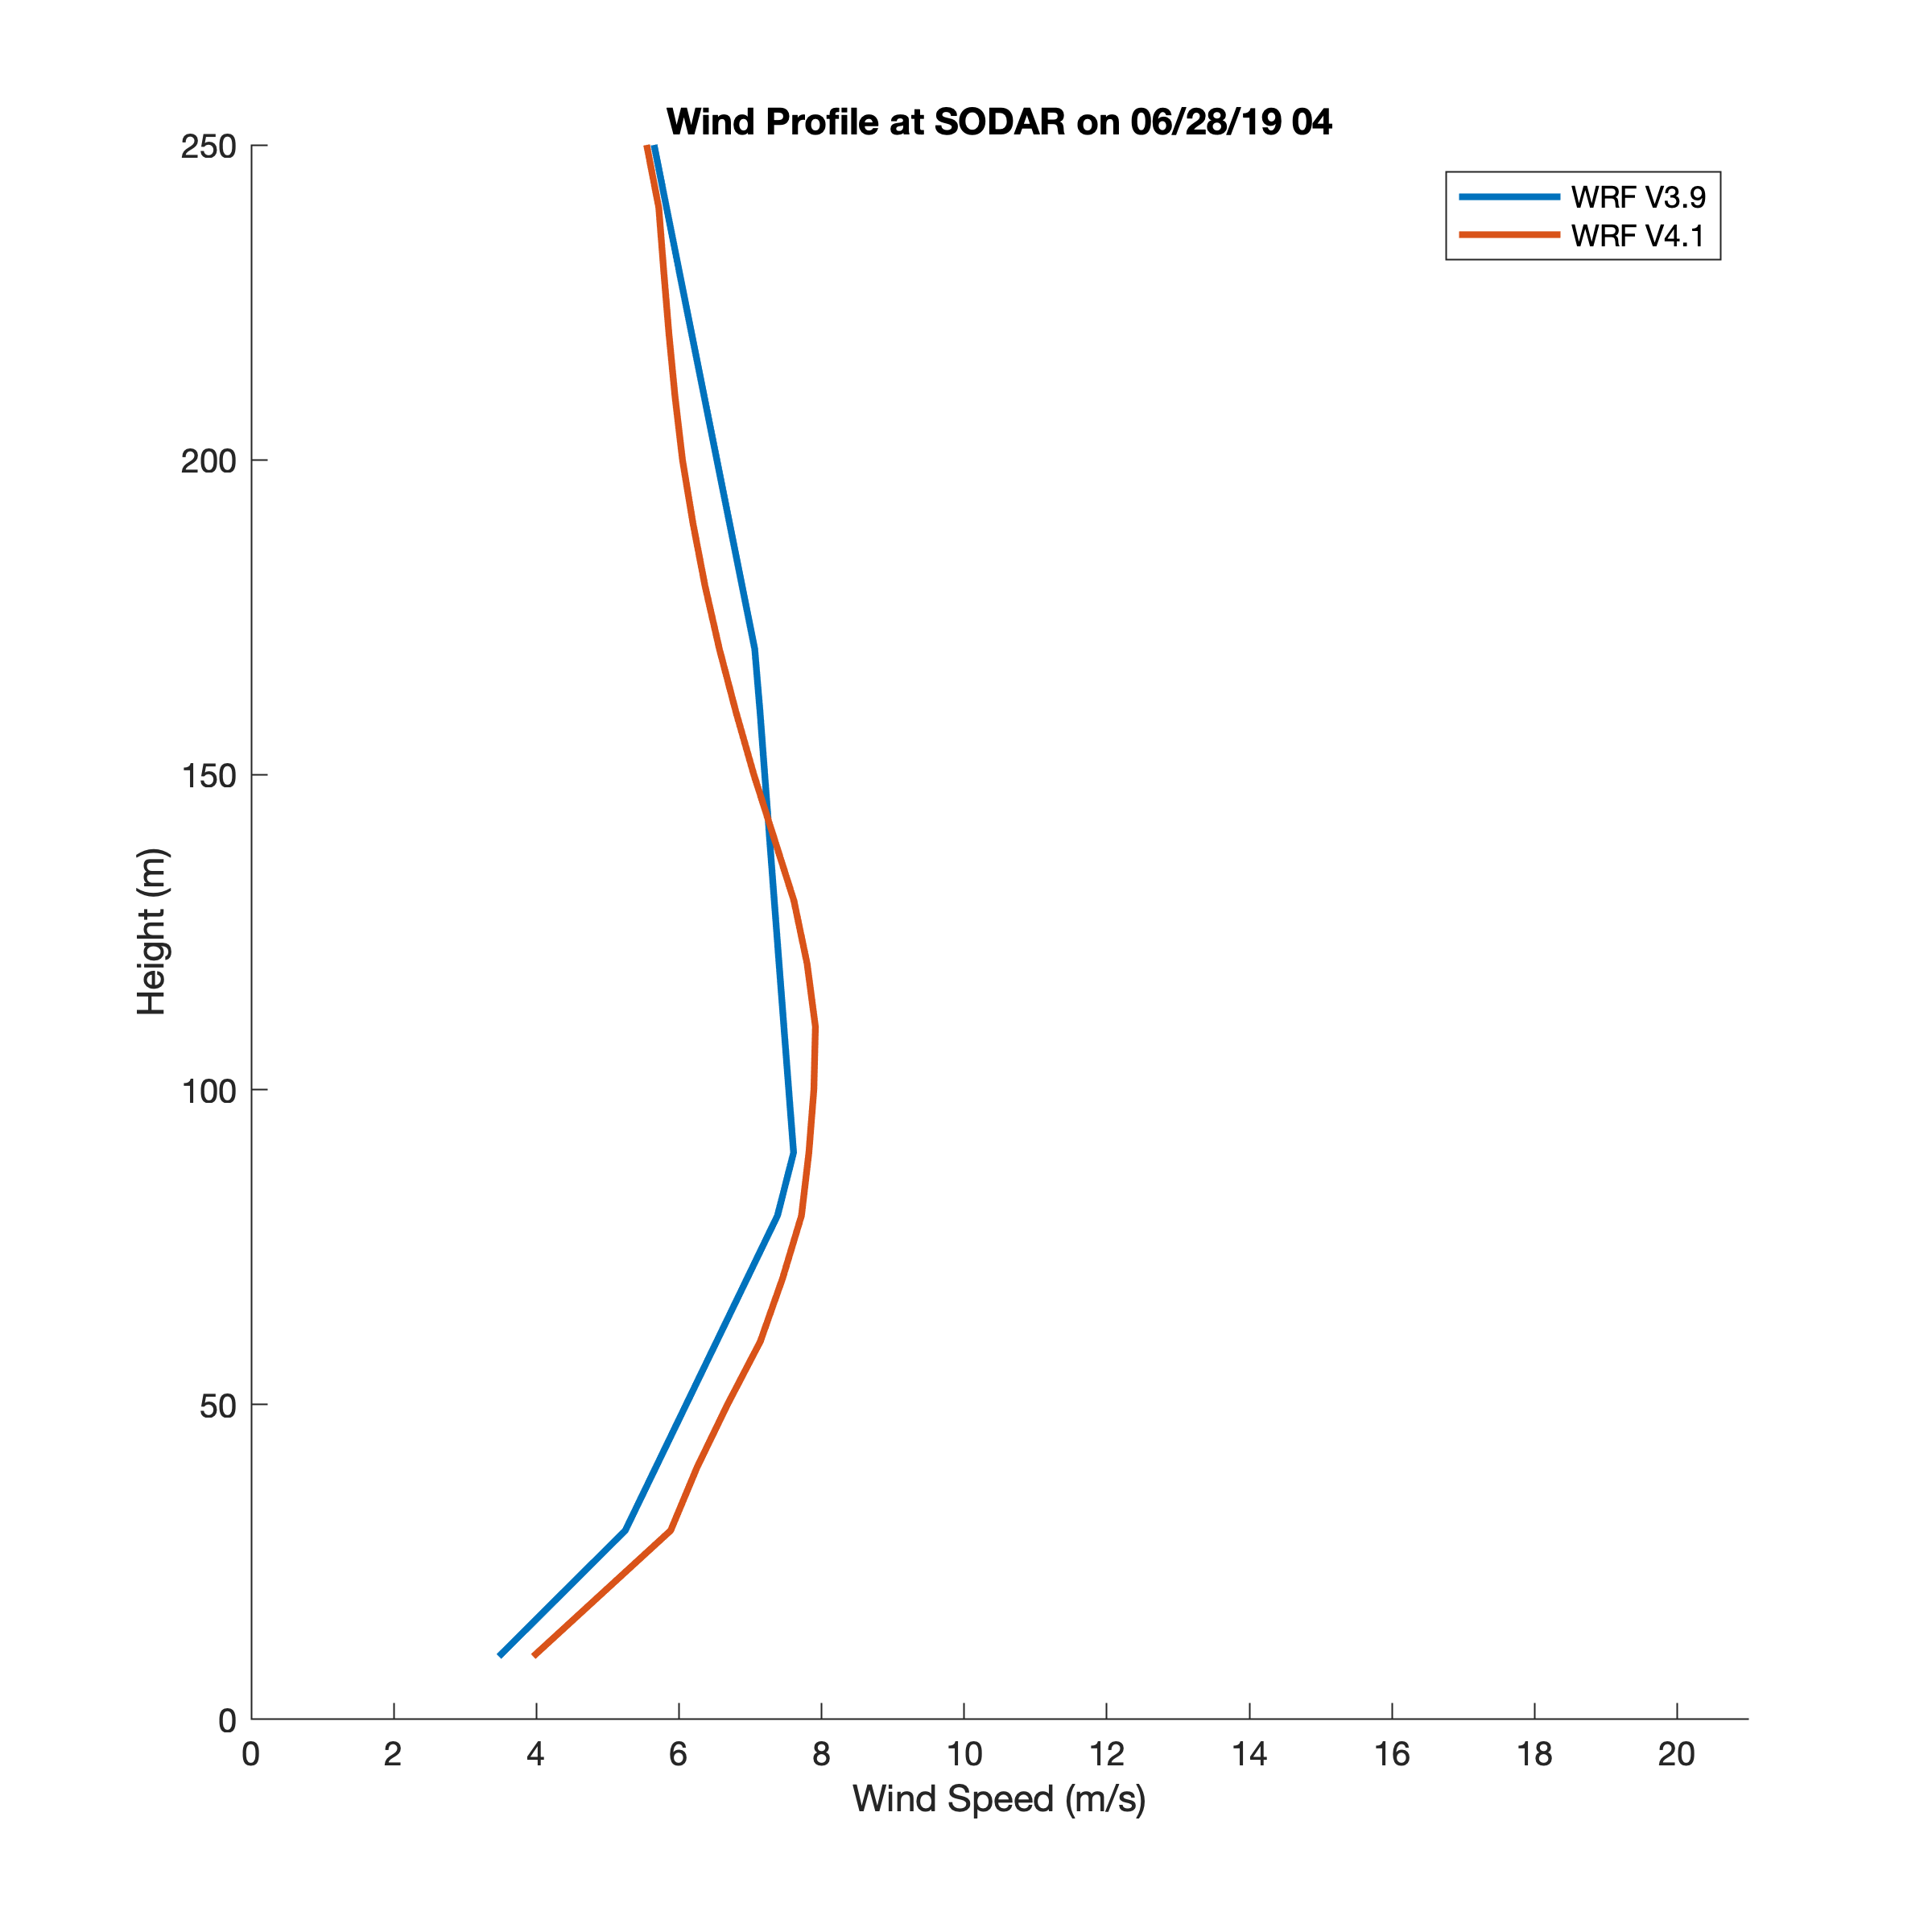 Wind Profile at SODAR on 06/28/19 04
WRF V3.9
WRF V4.1
250
200
150
100
50
0
Height (m)
0 2 4 6 8 10 12 14 16 18 20
Wind Speed (m/s)